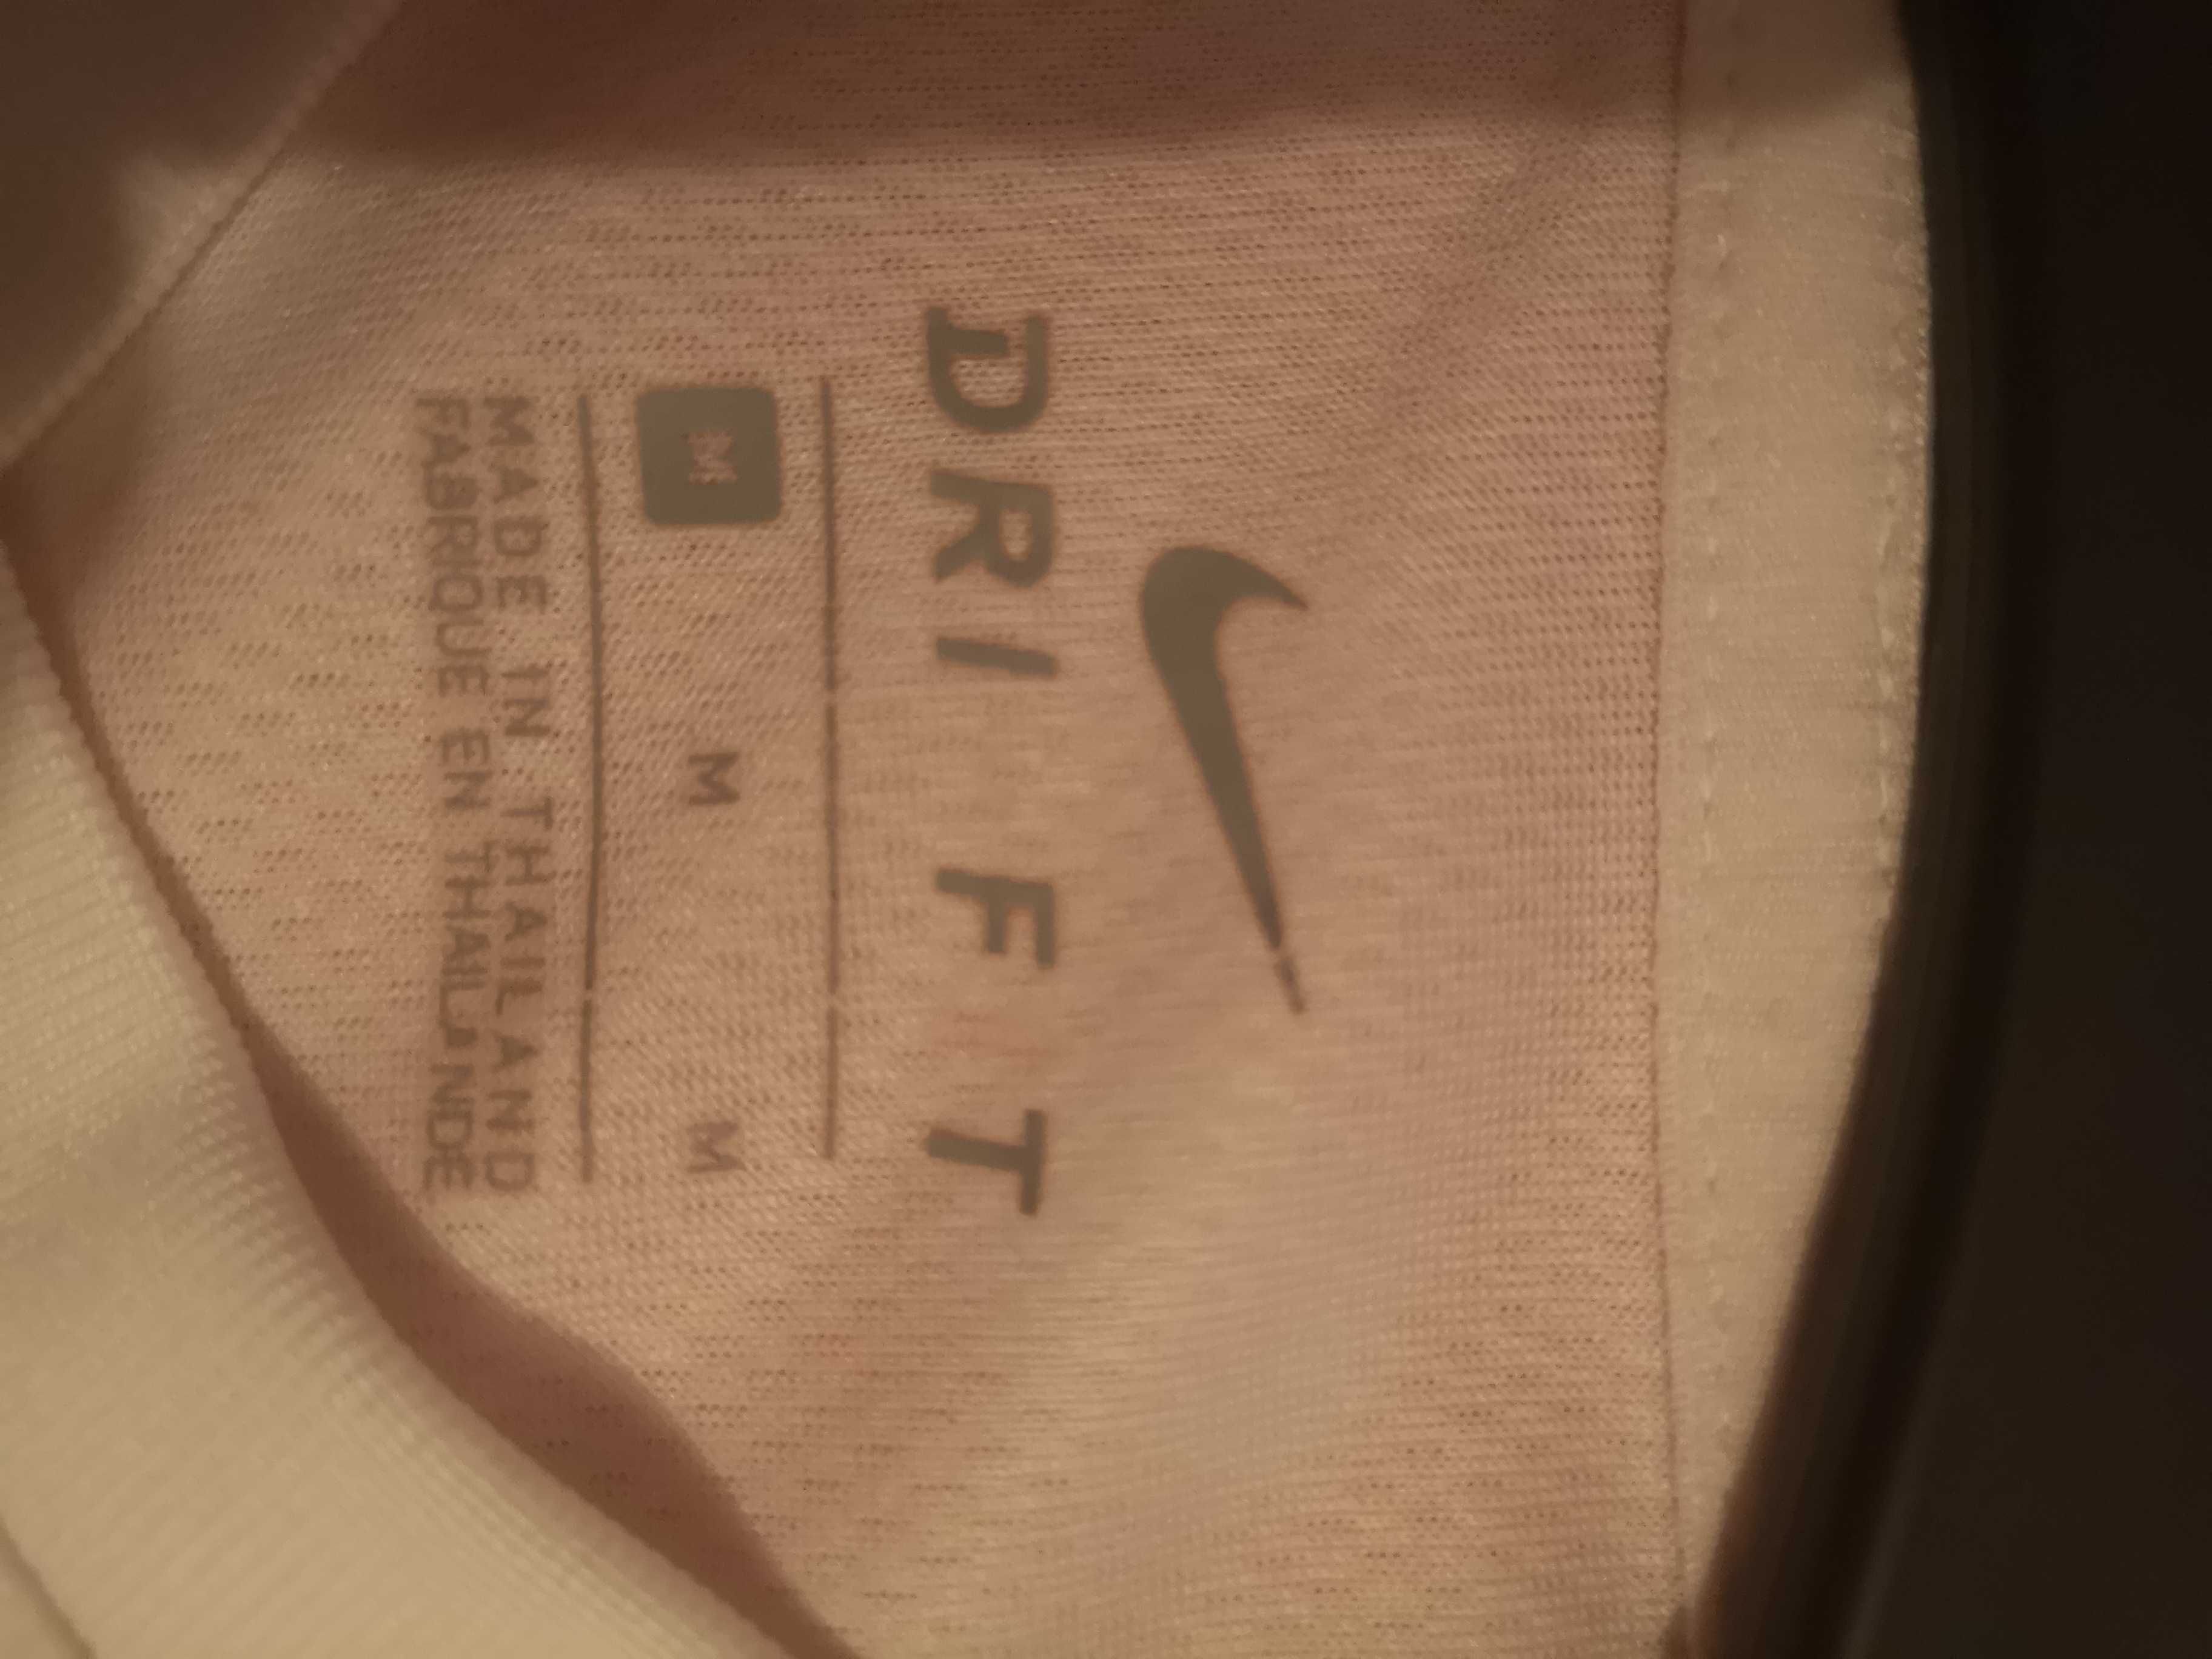 DRI FIT
M M M
MADE IN THAILAND
FABRIQUE EN THAILANDE